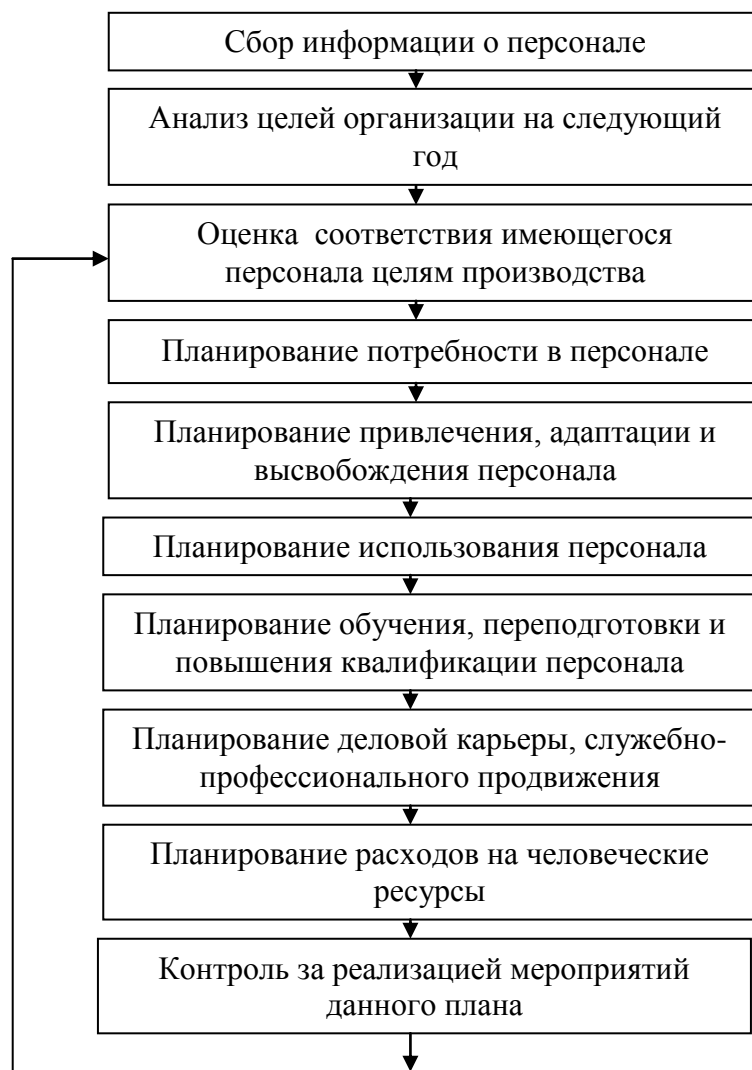 Сбор информации о персонале
Анализ целей организации на следующий
год
Оценка соответствия имеющегося
персонала целям производства
Планирование потребности в персонале
Планирование привлечения, адаптации и
высвобождения персонала
Планирование использования персонала
Планирование обучения, переподготовки и
повышения квалификации персонала
Планирование деловой карьеры, служебно-
профессионального продвижения
Планирование расходов на человеческие
ресурсы
Контроль за реализацией мероприятий
данного плана